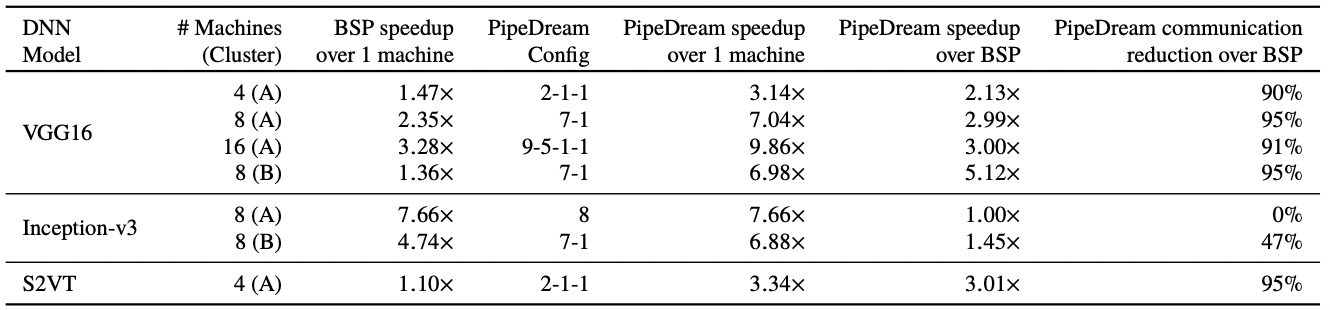 DNN Model # Machines (Cluster) BSP speedup over 1 machine PipeDream Config PipeDream speedup over 1 machine PipeDream speedup over BSP PipeDream communication reduction over BSP
VGG16
4 (A) 1.47× 2-1-1 3.14× 2.13× 90%
8 (A) 2.35× 7-1 7.04× 2.99× 95%
16 (A) 3.28× 9-5-1-1 9.86× 3.00× 91%
8 (B) 1.36× 7-1 6.98× 5.12× 95%
Inception-v3
8 (A) 7.66× 8 7.66× 1.00× 0%
8 (B) 4.74× 7-1 6.88× 1.45× 47%
S2VT 4 (A) 1.10× 2-1-1 3.34× 3.01× 95%